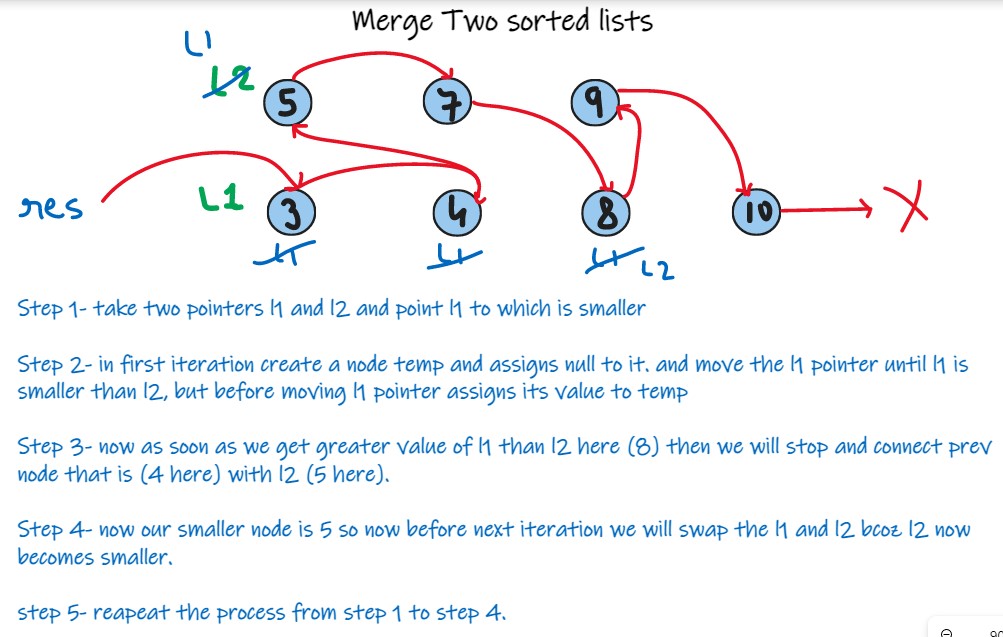 Merge Two sorted lists
L1
L2
5 7 9
res L1 3 4 8 10 X
L1 L1 L1 L2
Step 1- take two pointers l1 and l2 and point l1 to which is smaller
Step 2- in first iteration create a node temp and assigns null to it. and move the l1 pointer until l1 is
smaller than l2, but before moving l1 pointer assigns its value to temp
Step 3- now as soon as we get greater value of l1 than l2 here (8) then we will stop and connect prev
node that is (4 here) with l2 (5 here).
Step 4- now our smaller node is 5 so now before next iteration we will swap the l1 and l2 bcoz l2 now
becomes smaller.
step 5- reapeat the process from step 1 to step 4.